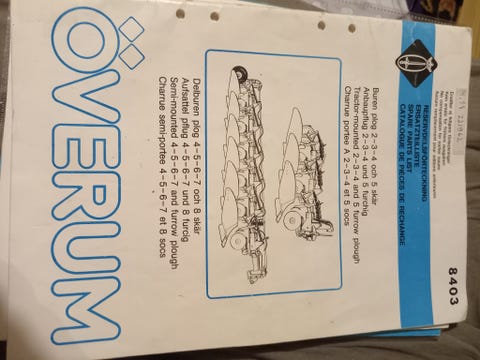 8403
RESERVDELSFÖRTECKNING
ERSATZTEILLISTE
SPARE PARTS LIST
CATALOGUE DE PIECES DE RECHANGE
Buren plog 2-3-4 och 5 skär
Anbaupflug 2-3-4 und 5 furchig
Tractor-mounted 2-3-4 and 5 furrow plough
Charrue portee A 2-3-4 et 5 socs
Delburen plog 4-5-6-7 och 8 skär
Aufsattel pflug 4-5-6-7 und 8 furcig
Semi-mounted 4-5-6-7 and furrow plough
Charrue semi-portee 4-5-6-7 et 8 socs
ÖVERUM